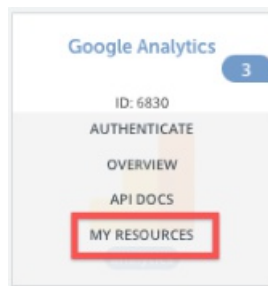 Google Analytics
3
ID: 6830
AUTHENTICATE
OVERVIEW
API DOCS
MY RESOURCES